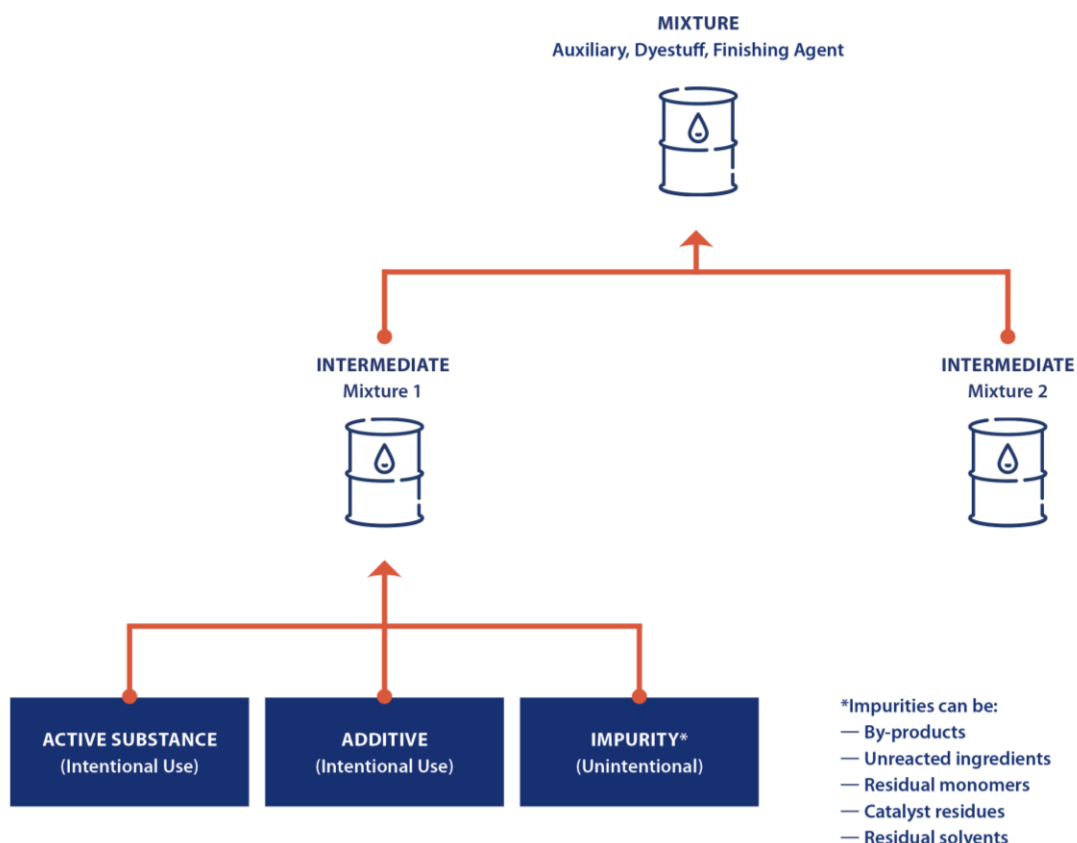 MIXTURE
Auxiliary, Dyestuff, Finishing Agent
INTERMEDIATE
Mixture 1
INTERMEDIATE
Mixture 2
ACTIVE SUBSTANCE
(Intentional Use)
ADDITIVE
(Intentional Use)
IMPURITY*
(Unintentional)
*Impurities can be:
— By-products
— Unreacted ingredients
— Residual monomers
— Catalyst residues
— Residual solvents